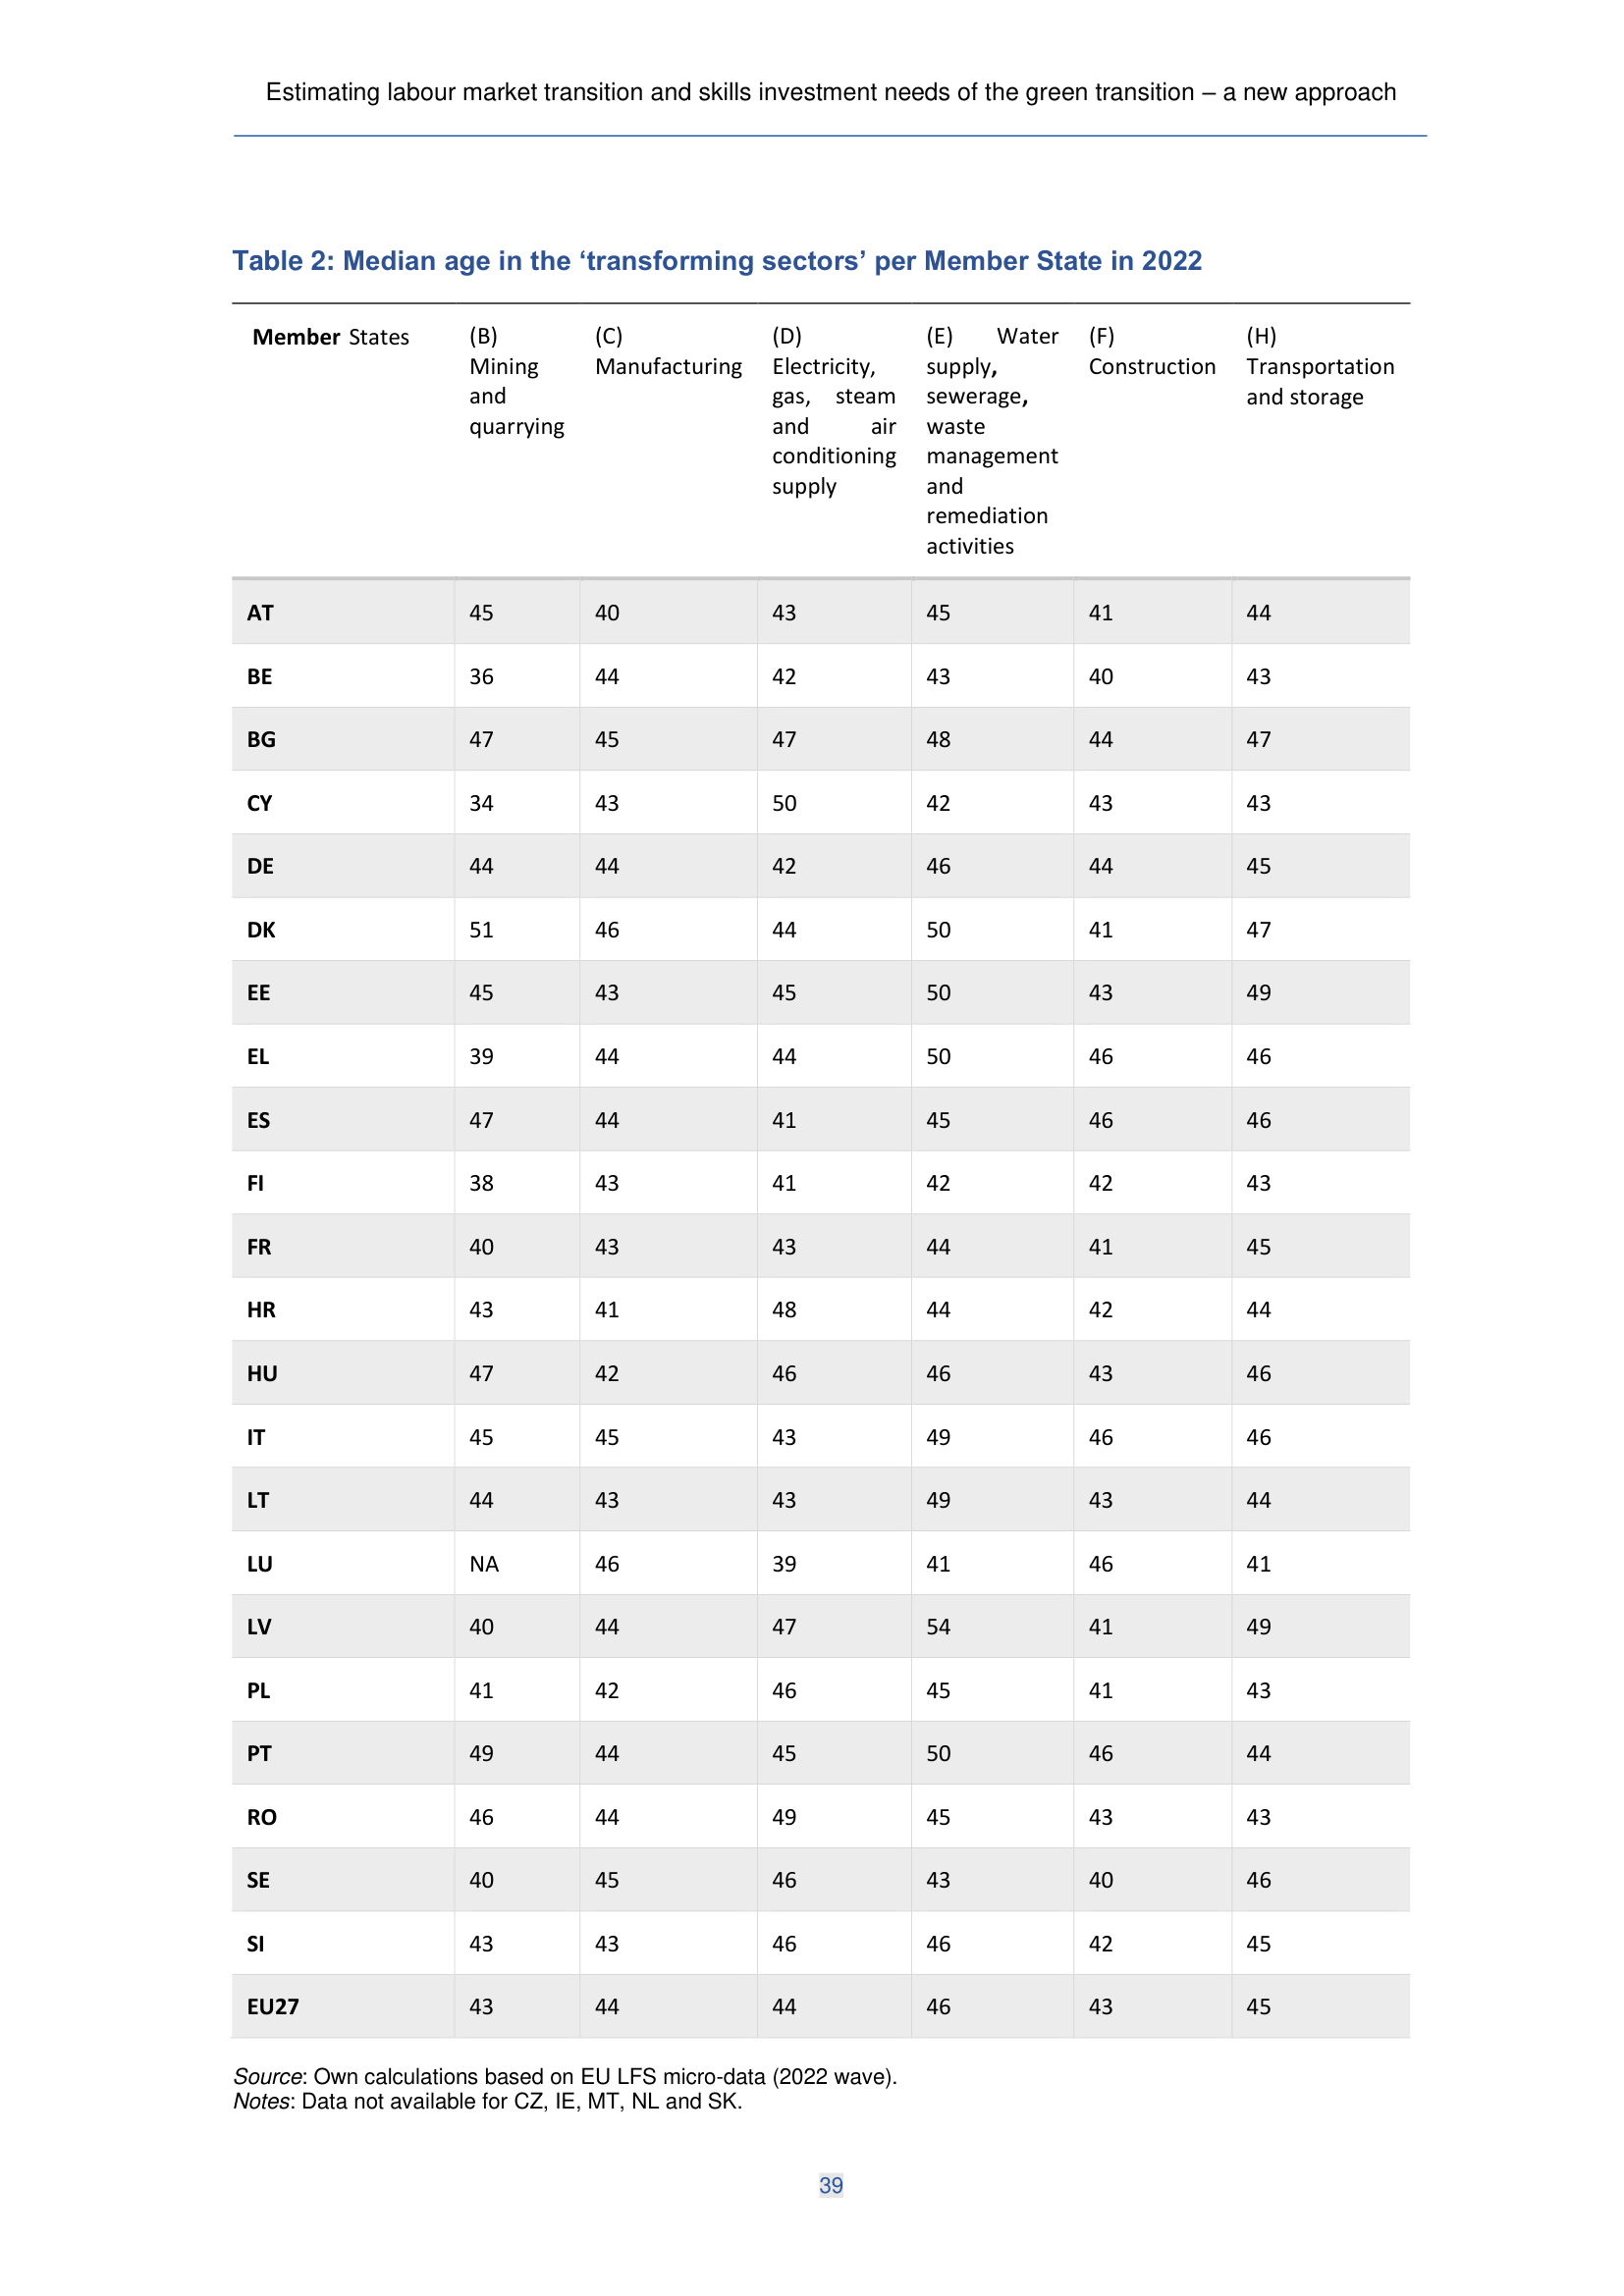 Estimating labour market transition and skills investment needs of the green transition – a new approach
Table 2: Median age in the ‘transforming sectors’ per Member State in 2022
Member States (B) Mining and quarrying (C) Manufacturing (D) Electricity, gas, steam and air conditioning supply (E) Water supply, sewerage, waste management and remediation activities (F) Construction (H) Transportation and storage
AT 45 40 43 45 41 44
BE 36 44 42 43 40 43
BG 47 45 47 48 44 47
CY 34 43 50 42 43 43
DE 44 44 42 46 44 45
DK 51 46 44 50 41 47
EE 45 43 45 50 43 49
EL 39 44 44 50 46 46
ES 47 44 41 45 46 46
FI 38 43 41 42 42 43
FR 40 43 43 44 41 45
HR 43 41 48 44 42 44
HU 47 42 46 46 43 46
IT 45 45 43 49 46 46
LT 44 43 43 49 43 44
LU NA 46 39 41 46 41
LV 40 44 47 54 41 49
PL 41 42 46 45 41 43
PT 49 44 45 50 46 44
RO 46 44 49 45 43 43
SE 40 45 46 43 40 46
SI 43 43 46 46 42 45
EU27 43 44 44 46 43 45
Source: Own calculations based on EU LFS micro-data (2022 wave).
Notes: Data not available for CZ, IE, MT, NL and SK.
39